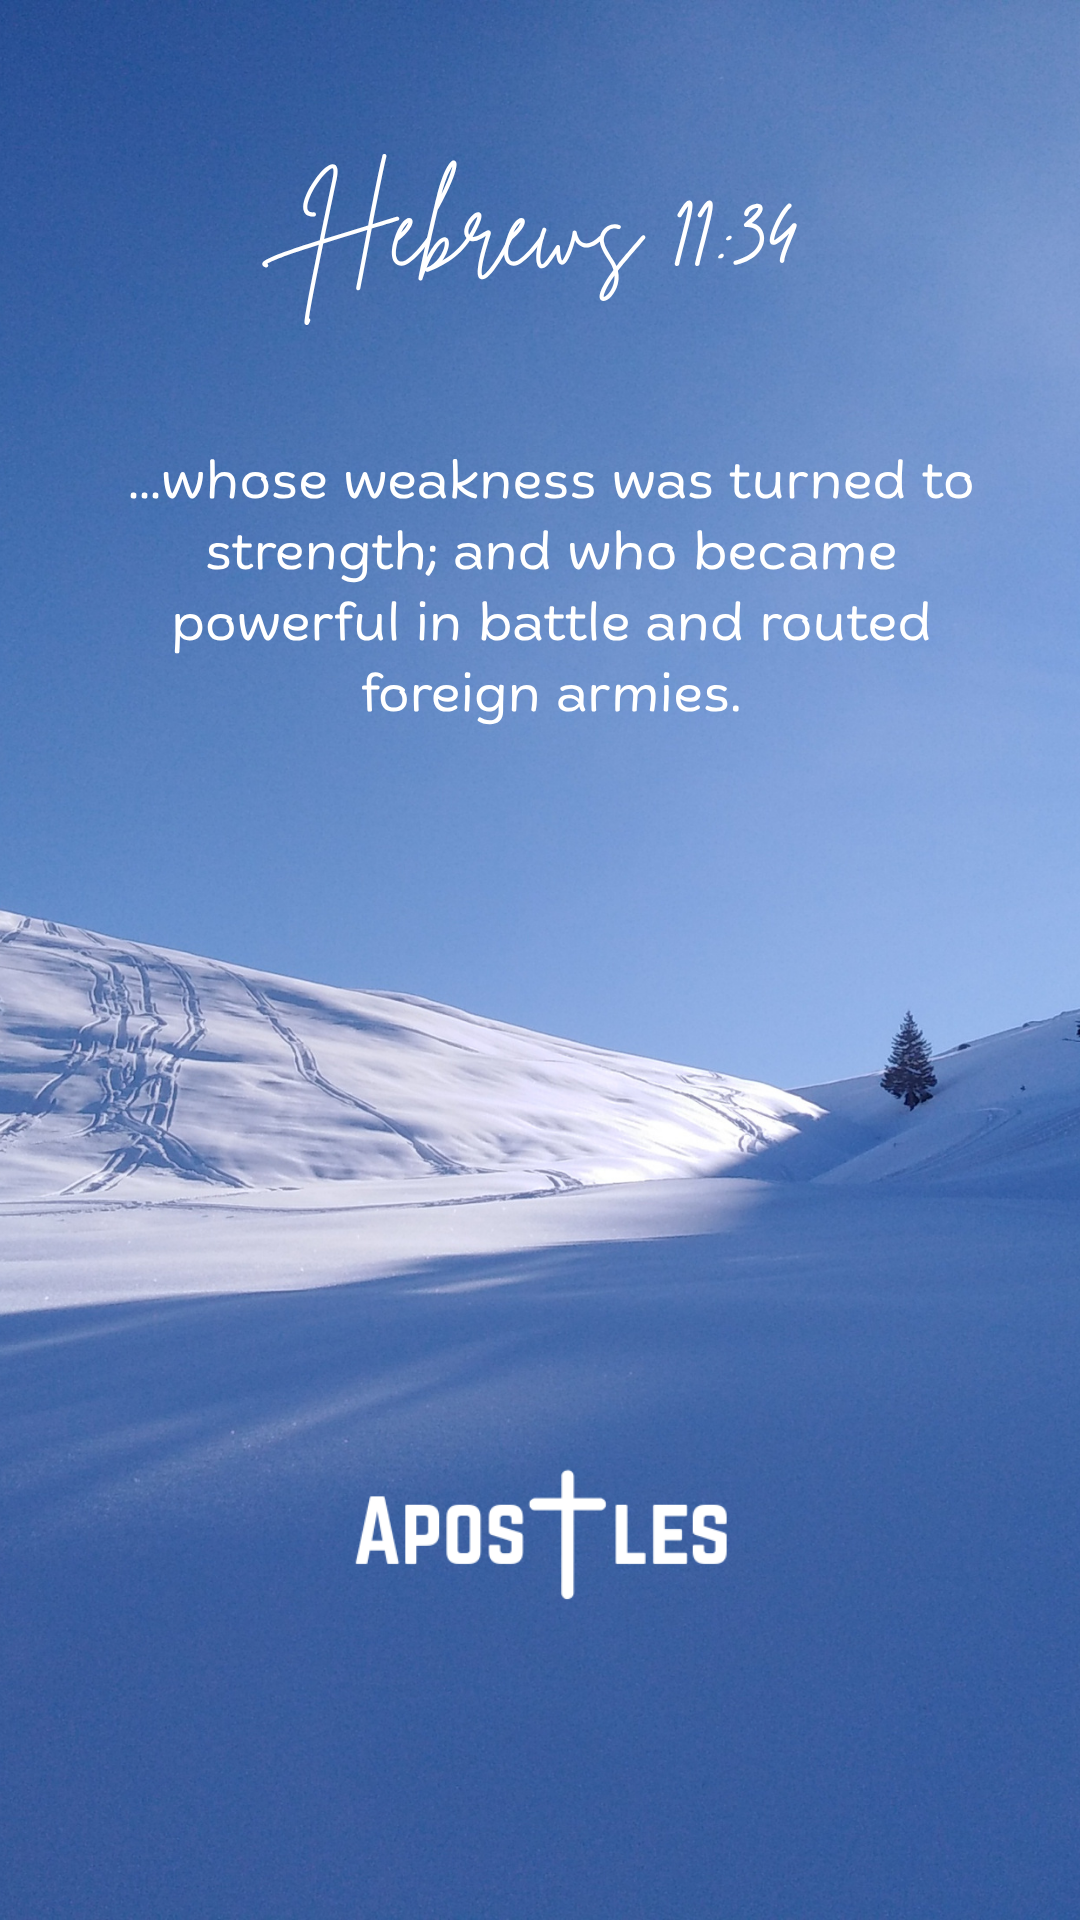 Hebrews 11:34
...whose weakness was turned to
strength; and who became
powerful in battle and routed
foreign armies.
APOSTLES